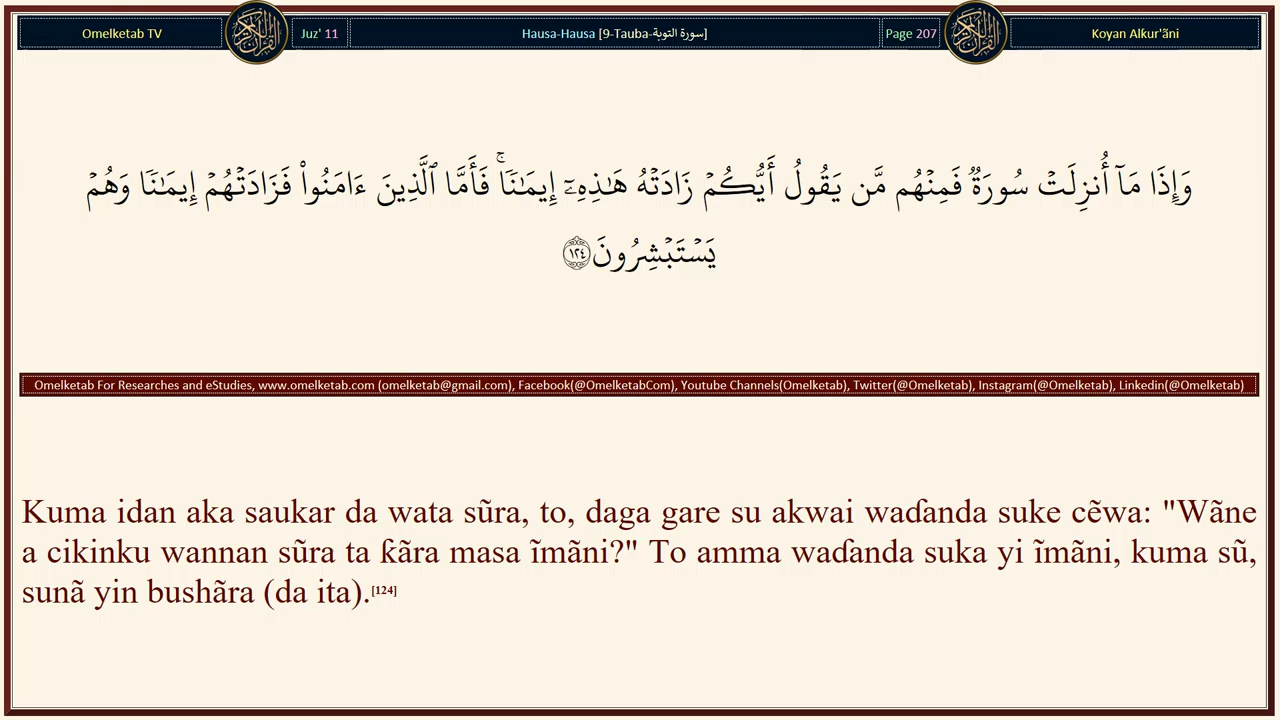 Omelketab TV
Juz' 11
Hausa-Hausa [9-Tauba-سورة التوبة]
Page 207
Koyan Alƙur'ãni
وَإِذَا مَآ أُنزِلَتۡ سُورَةٞ فَمِنۡهُم مَّن يَقُولُ أَيُّكُمۡ زَادَتۡهُ هَٰذِهِۦٓ إِيمَٰنٗاۚ فَأَمَّا ٱلَّذِينَ ءَامَنُواْ فَزَادَتۡهُمۡ إِيمَٰنٗا وَهُمۡ
يَسۡتَبۡشِرُونَ ١٢٤
Omelketab For Researches and eStudies, www.omelketab.com (omelketab@gmail.com), Facebook(@OmelketabCom), Youtube Channels(Omelketab), Twitter(@Omelketab), Instagram(@Omelketab), Linkedin(@Omelketab)
Kuma idan aka saukar da wata sũra, to, daga gare su akwai waɗanda suke cẽwa: "Wãne
a cikinku wannan sũra ta ƙãra masa ĩmãni?" To amma waɗanda suka yi ĩmãni, kuma sũ,
sunã yin bushãra (da ita).[124]